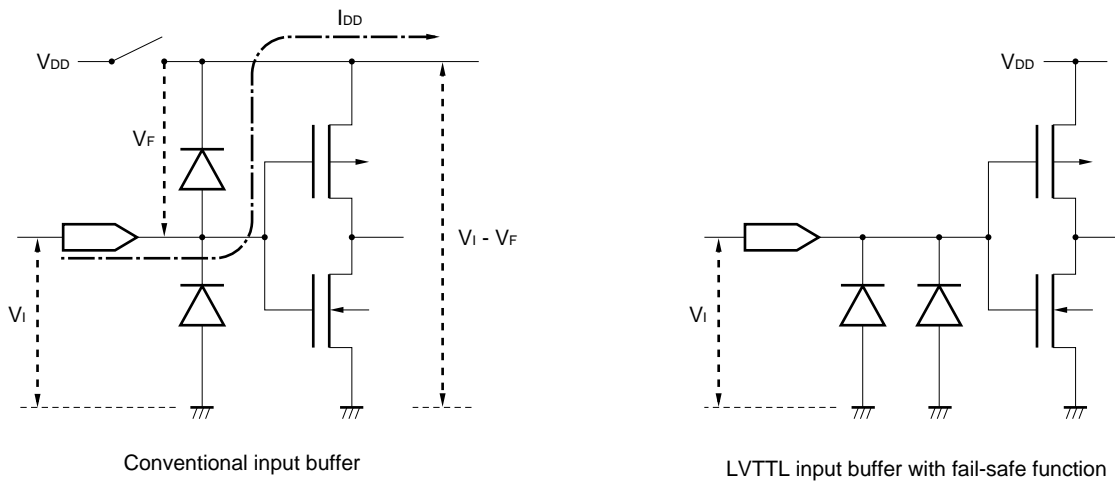 IDD
VDD
VF
VI
VI - VF
Conventional input buffer
VDD
VI
LVTTL input buffer with fail-safe function